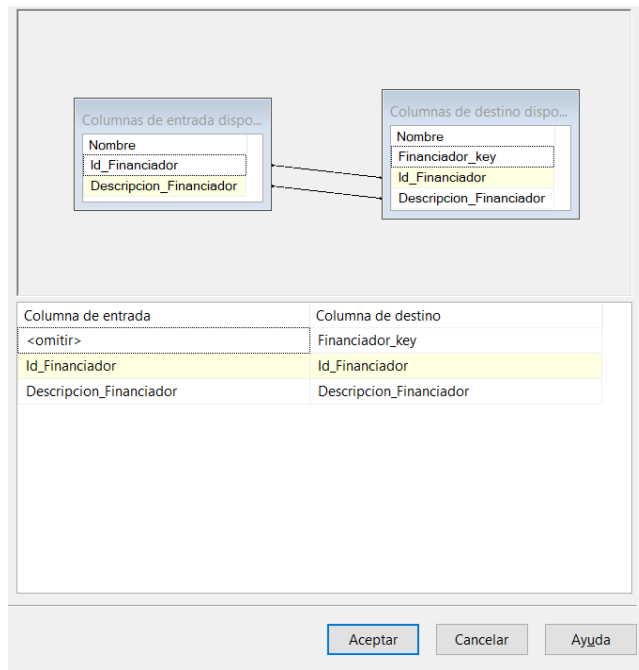 Columnas de entrada dispo...
Nombre
Id_Financiador
Descripcion_Financiador
Columnas de destino dispo...
Nombre
Financiador_key
Id_Financiador
Descripcion_Financiador
Columna de entrada Columna de destino
<omitir> Financiador_key
Id_Financiador Id_Financiador
Descripcion_Financiador Descripcion_Financiador
Aceptar Cancelar Ayuda